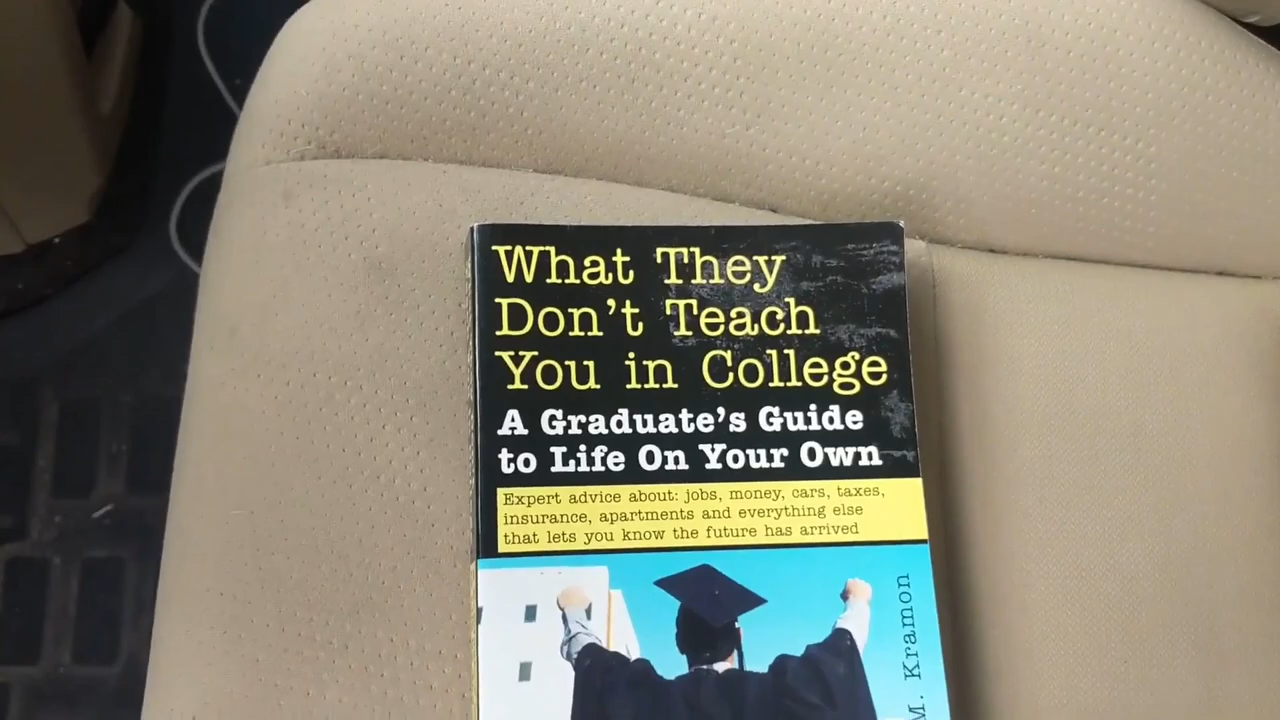 What They
Don't Teach
You in College
A Graduate's Guide
to Life On Your Own
Expert advice about: jobs, money, cars, taxes,
insurance, apartments and everything else
that lets you know the future has arrived
M. Kramon